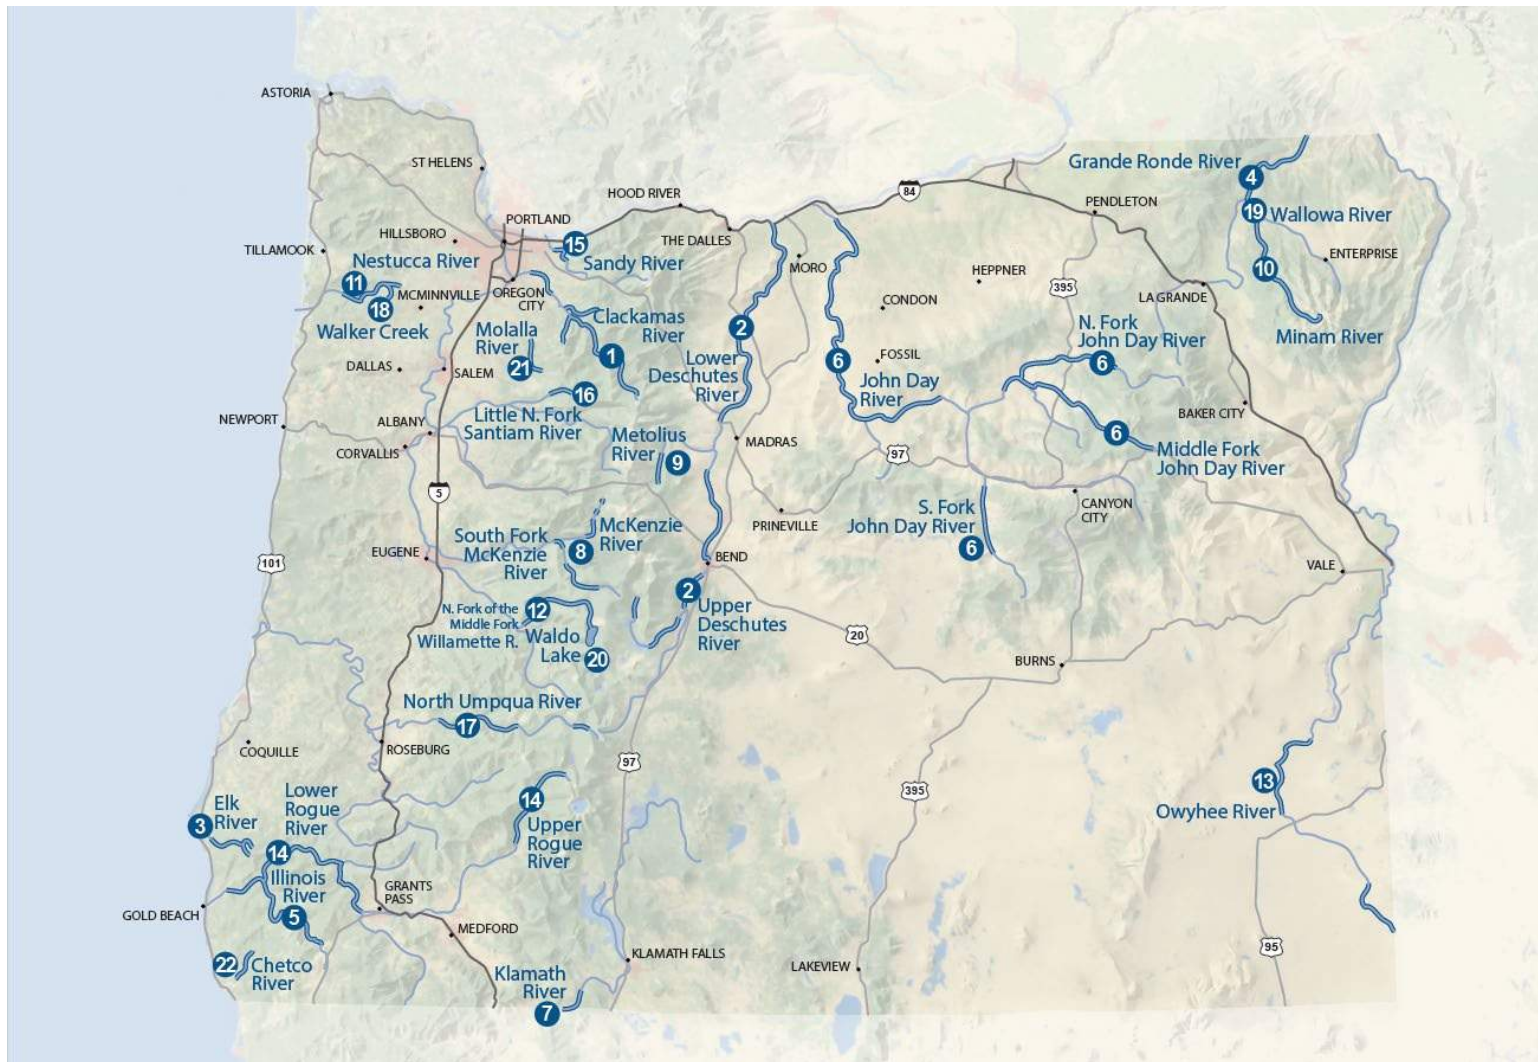 ASTORIA
ST HELENS
HOOD RIVER
84
Grande Ronde River
4
PENDLETON
19
Wallowa River
PORTLAND
HILLSBORO
15
THE DALLES
TILLAMOOK
Nestucca River
Sandy River
MORO
ENTERPRISE
11
MCMINNVILLE
OREGON
CITY
HEPPNER
395
LA GRANDE
10
18
Walker Creek
CONDON
Clackamas
River
Molalla
River
21
1
2
Lower
Deschutes
River
6
FOSSIL
John Day
River
N. Fork
John Day River
6
Minam River
DALLAS
SALEM
16
Little N. Fork
Santiam River
BAKER CITY
NEWPORT
ALBANY
CORVALLIS
Metolius
River
9
MADRAS
97
6
Middle Fork
John Day River
5
PRINEVILLE
S. Fork
John Day River
6
CANYON
CITY
101
EUGENE
South Fork
McKenzie
River
8
McKenzie
River
BEND
VALE
N. Fork of the
Middle Fork
Willamette R.
12
Waldo
Lake
20
2
Upper
Deschutes
River
20
BURNS
North Umpqua River
17
COQUILLE
ROSEBURG
97
395
13
Owyhee River
Elk
River
3
Lower
Rogue
River
14
14
Upper
Rogue
River
Illinois
River
5
GOLD BEACH
GRANTS
PASS
MEDFORD
95
22
Chetco
River
Klamath
River
7
KLAMATH FALLS
LAKEVIEW